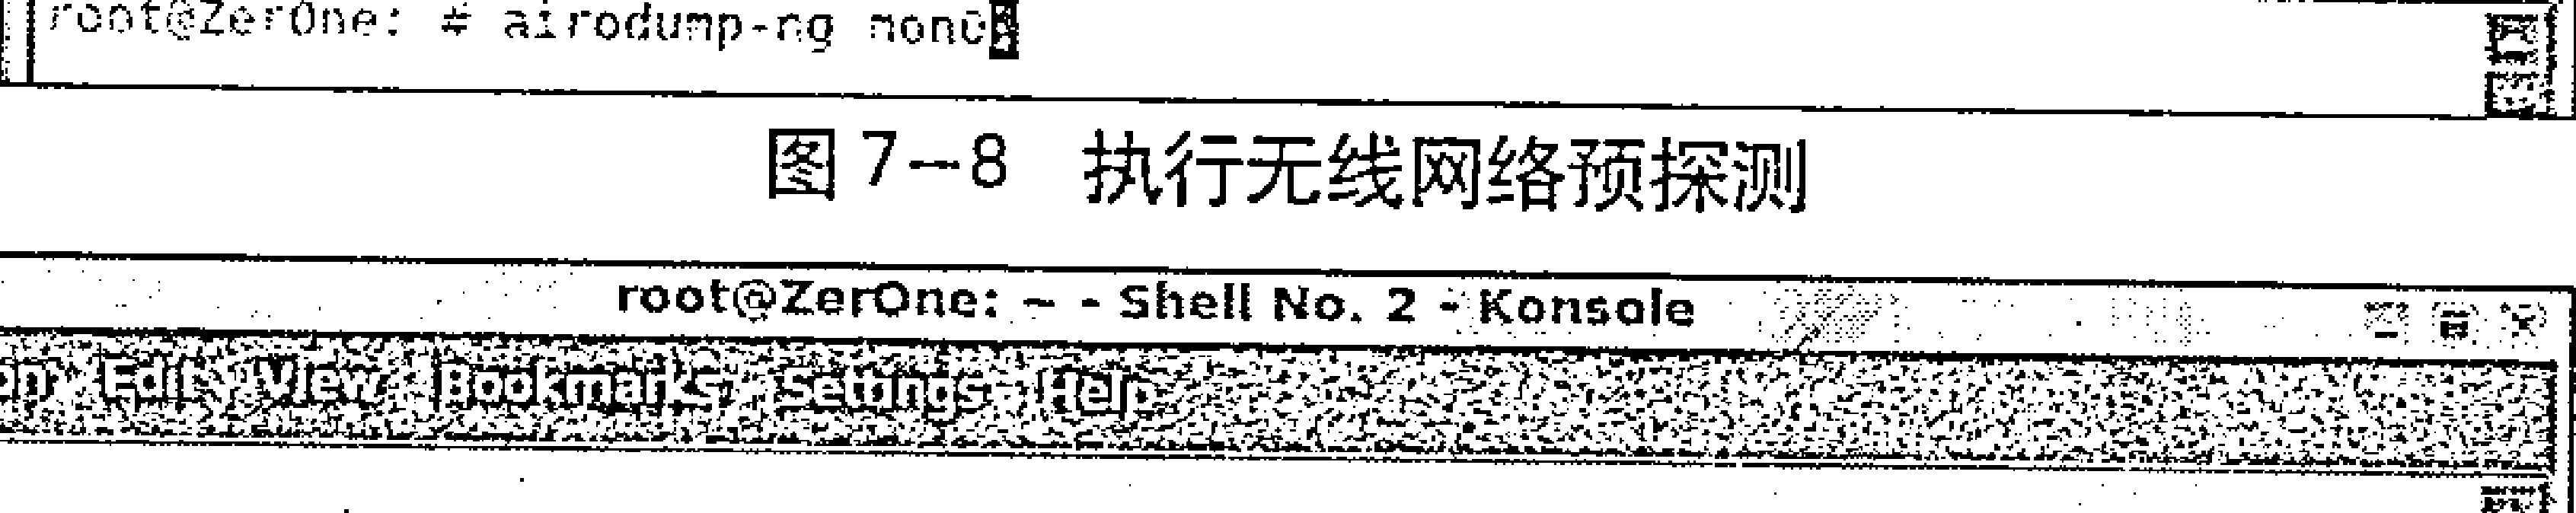 root@ZerOne: # airodump-ng mon0
图 7-8 执行无线网络预探测
root@ZerOne: ~ - Shell No. 2 - Konsole
Edit View Bookmarks Settings Help